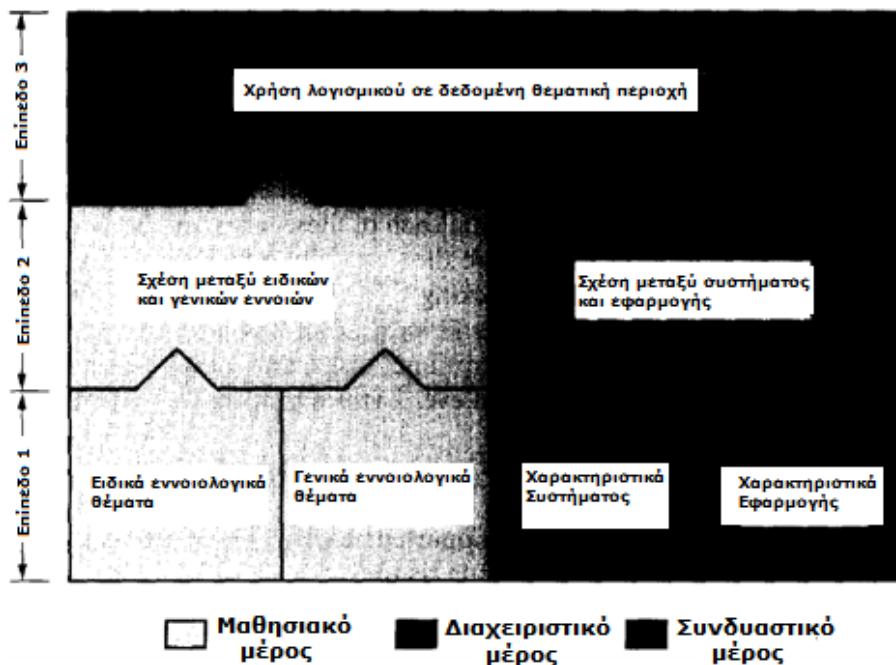 Επίπεδο 3
Χρήση λογισμικού σε δεδομένη θεματική περιοχή
Επίπεδο 2
Σχέση μεταξύ ειδικών
και γενικών εννοιών
Σχέση μεταξύ συστήματος
και εφαρμογής
Επίπεδο 1
Ειδικά εννοιολογικά
θέματα
Γενικά εννοιολογικά
θέματα
Χαρακτηριστικά
Συστήματος
Χαρακτηριστικά
Εφαρμογής
Μαθησιακό
μέρος
Διαχειριστικό
μέρος
Συνδυαστικό
μέρος